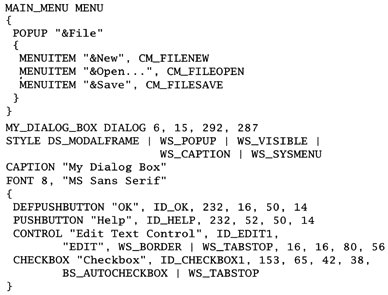 MAIN_MENU MENU
{
POPUP "&File"
{
MENUITEM "&New", CM_FILENEW
MENUITEM "&Open...", CM_FILEOPEN
MENUITEM "&Save", CM_FILESAVE
}
}
MY_DIALOG_BOX DIALOG 6, 15, 292, 287
STYLE DS_MODALFRAME | WS_POPUP | WS_VISIBLE |
WS_CAPTION | WS_SYSMENU
CAPTION "My Dialog Box"
FONT 8, "MS Sans Serif"
{
DEFPUSHBUTTON "OK", ID_OK, 232, 16, 50, 14
PUSHBUTTON "Help", ID_HELP, 232, 52, 50, 14
CONTROL "Edit Text Control", ID_EDIT1,
"EDIT", WS_BORDER | WS_TABSTOP, 16, 16, 80, 56
CHECKBOX "Checkbox", ID_CHECKBOX1, 153, 65, 42, 38,
BS_AUTOCHECKBOX | WS_TABSTOP
}